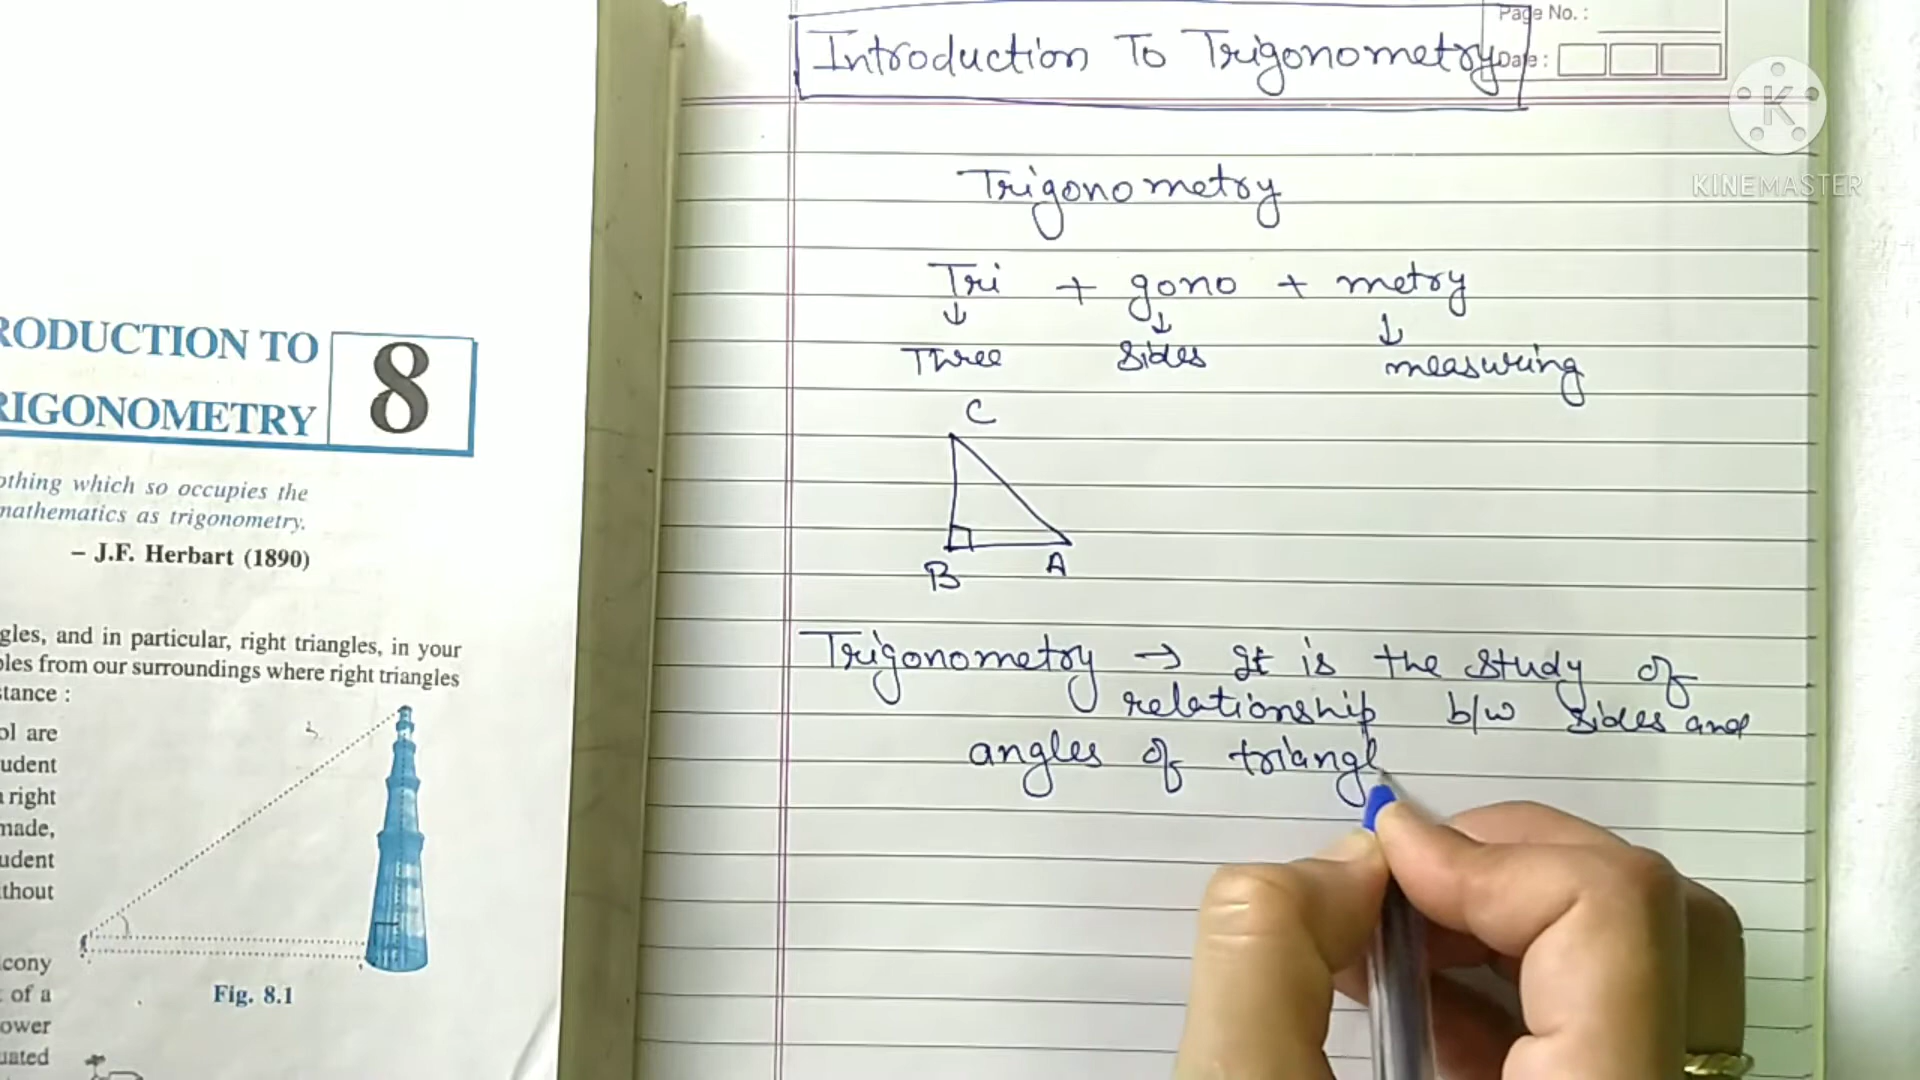 RODUCTION TO
RIGONOMETRY
8
othing which so occupies the
mathematics as trigonometry.
– J.F. Herbart (1890)
gles, and in particular, right triangles, in your
ples from our surroundings where right triangles
stance :
ol are
udent
right
made,
udent
ithout
cony
of a
ower
uated
Fig. 8.1
Page No. :
Date :
Introduction To Trigonometry
KINEMASTER
Trigonometry
Tri + gono + metry
↓ ↓ ↓
Three Sides measuring
C
B A
Trigonometry → It is the study of
relationship b/w sides and
angles of triangl